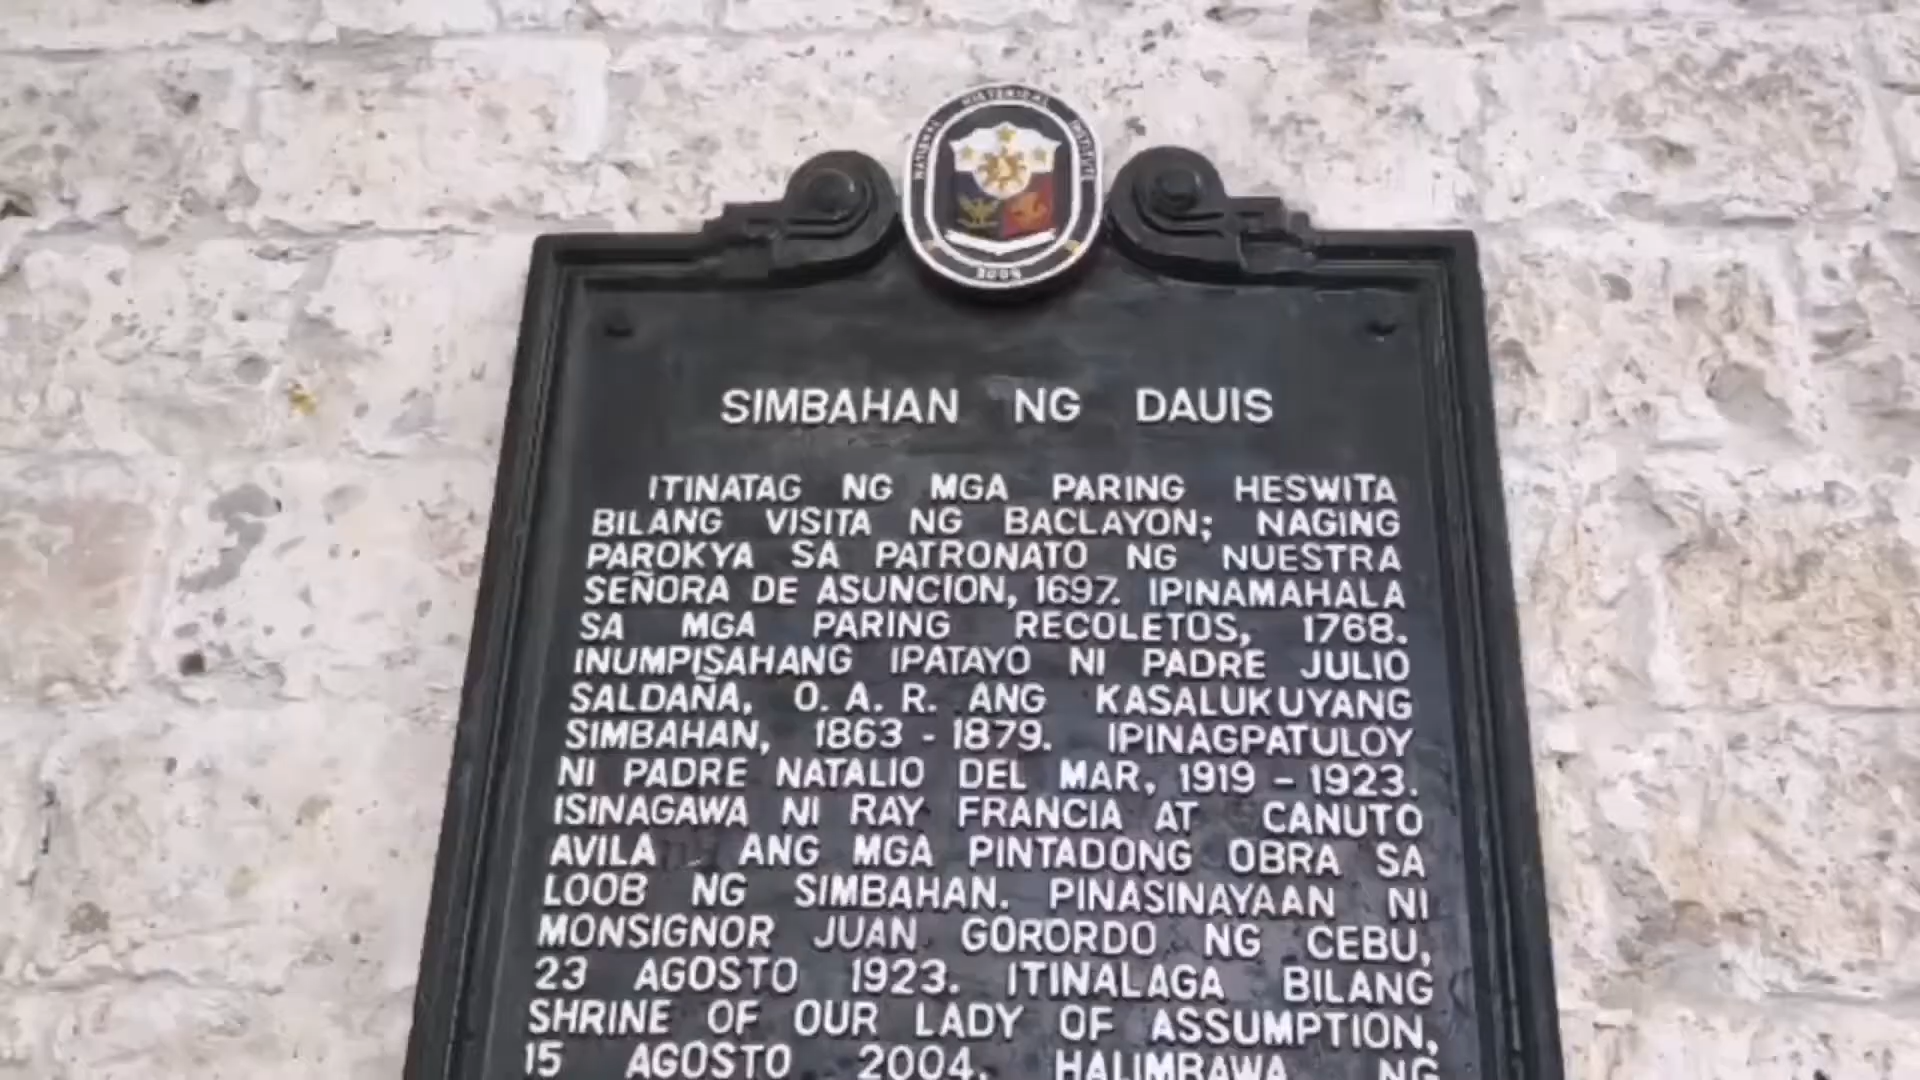 NATIONAL HISTORICAL INSTITUTE
SIMBAHAN NG DAUIS
ITINATAG NG MGA PARING HESWITA
BILANG VISITA NG BACLAYON; NAGING
PAROKYA SA PATRONATO NG NUESTRA
SEÑORA DE ASUNCION, 1697. IPINAMAHALA
SA MGA PARING RECOLETOS, 1768.
INUMPISAHANG IPATAYO NI PADRE JULIO
SALDAÑA, O. A. R. ANG KASALUKUYANG
SIMBAHAN, 1863 - 1879. IPINAGPATULOY
NI PADRE NATALIO DEL MAR, 1919 - 1923.
ISINAGAWA NI RAY FRANCIA AT CANUTO
AVILA ANG MGA PINTADONG OBRA SA
LOOB NG SIMBAHAN. PINASINAYAAN NI
MONSIGNOR JUAN GORORDO NG CEBU,
23 AGOSTO 1923. ITINALAGA BILANG
SHRINE OF OUR LADY OF ASSUMPTION,
15 AGOSTO 2004. HALIMBAWA NG